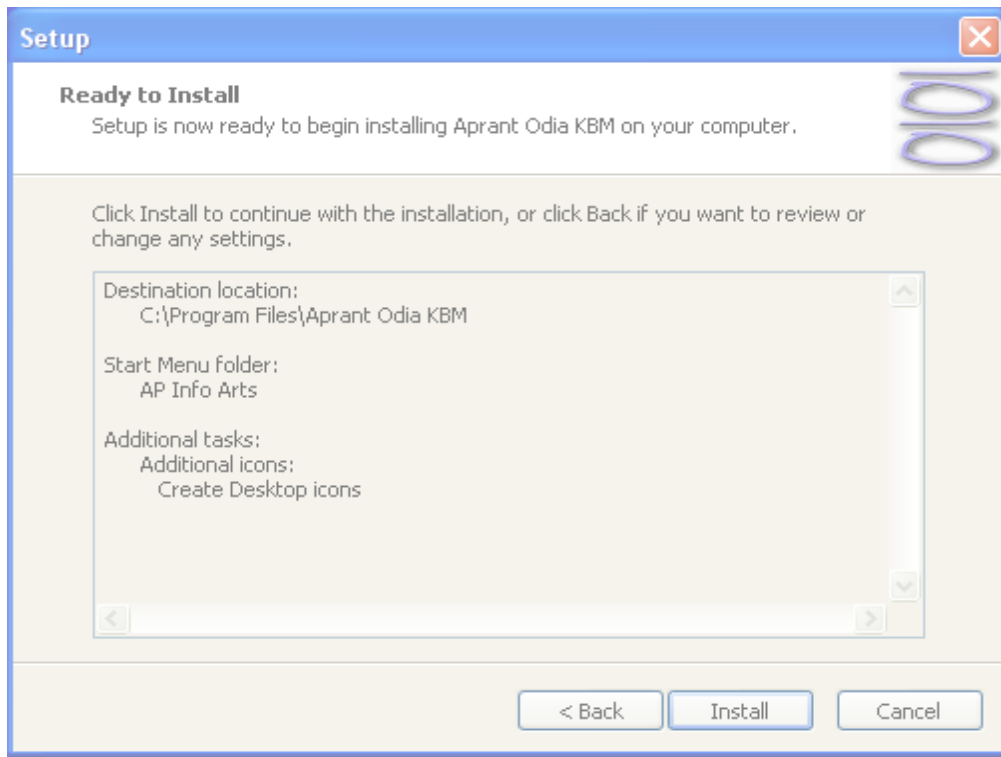 Setup
Ready to Install
Setup is now ready to begin installing Aprant Odia KBM on your computer.
Click Install to continue with the installation, or click Back if you want to review or
change any settings.
Destination location:
C:\Program Files\Aprant Odia KBM
Start Menu folder:
AP Info Arts
Additional tasks:
Additional icons:
Create Desktop icons
< Back Install Cancel